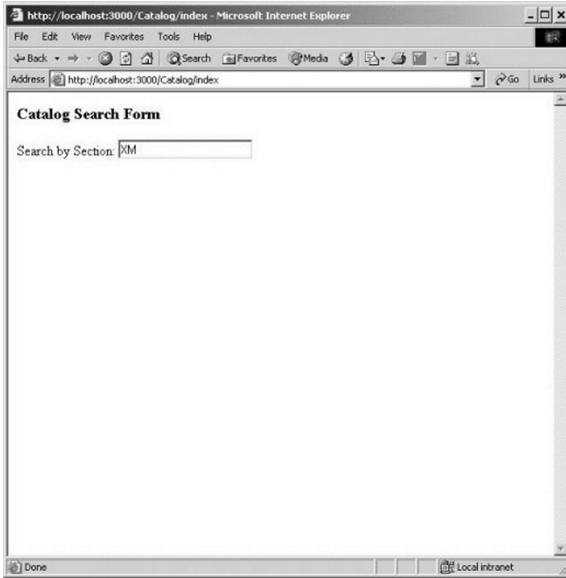 http://localhost:3000/Catalog/index - Microsoft Internet Explorer
File Edit View Favorites Tools Help
Back Search Favorites Media
Address http://localhost:3000/Catalog/index Go Links »
Catalog Search Form
Search by Section: XM
Done Local intranet